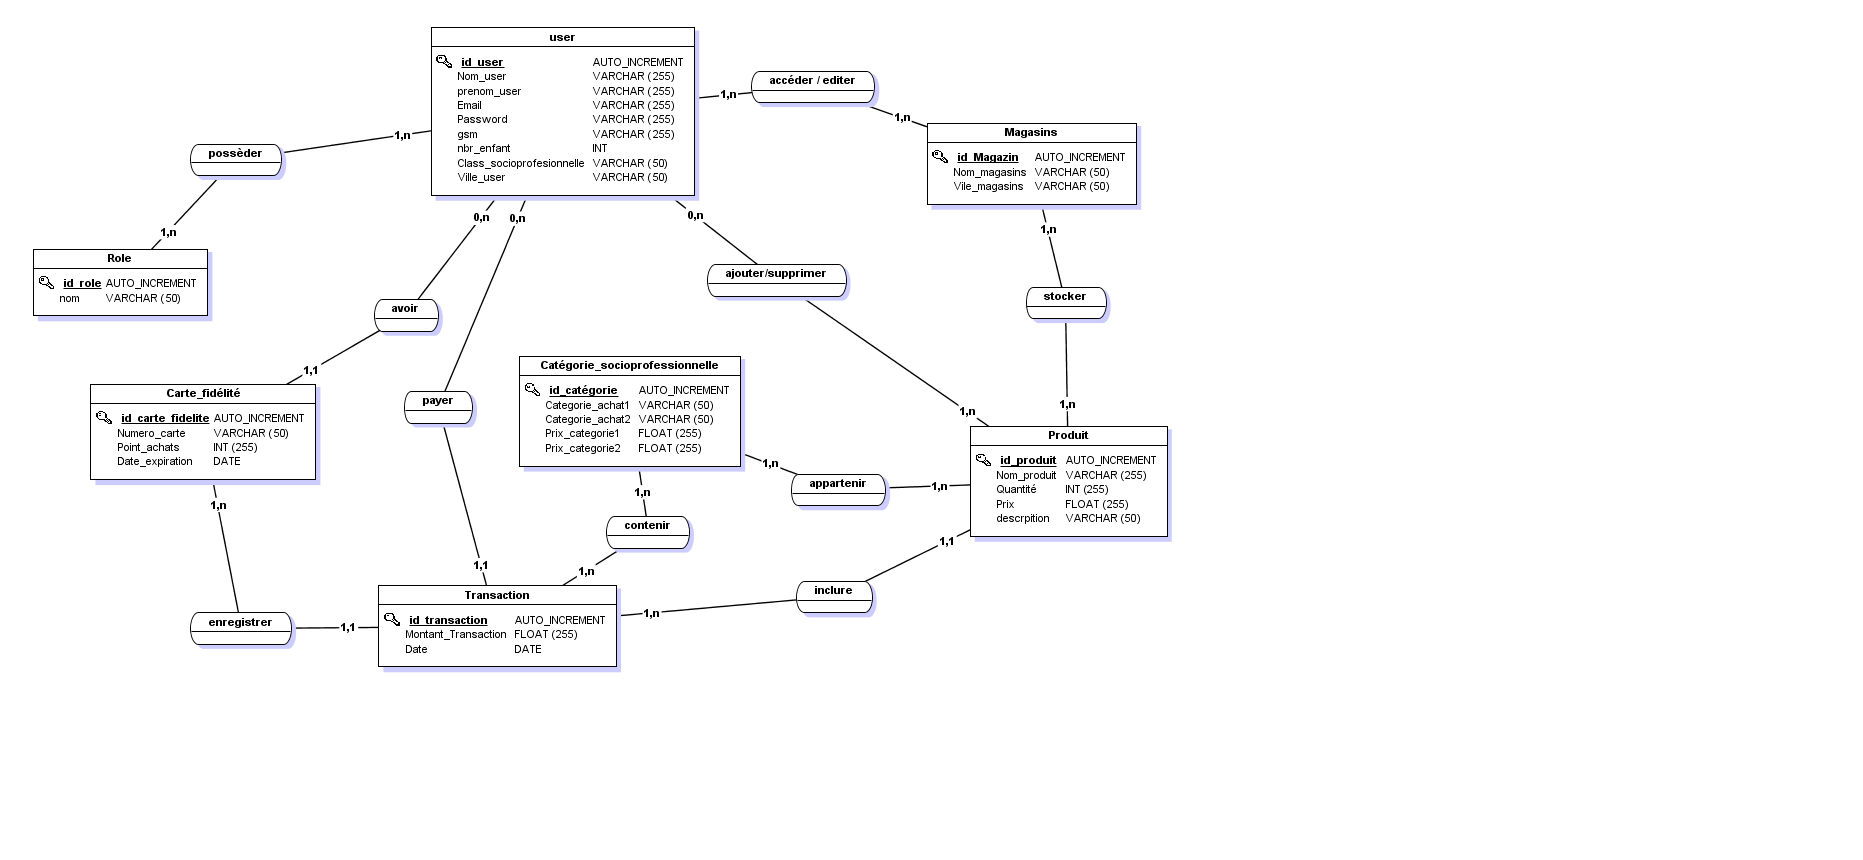 user
id_user AUTO_INCREMENT
Nom_user VARCHAR (255)
prenom_user VARCHAR (255)
Email VARCHAR (255)
Password VARCHAR (255)
gsm VARCHAR (255)
nbr_enfant INT
Class_socioprofesionnelle VARCHAR (50)
Ville_user VARCHAR (50)
accéder / editer
1,n
1,n
Magasins
id_Magazin AUTO_INCREMENT
Nom_magasins VARCHAR (50)
Vile_magasins VARCHAR (50)
1,n
possèder
1,n
Role
id_role AUTO_INCREMENT
nom VARCHAR (50)
0,n
0,n
0,n
1,n
ajouter/supprimer
stocker
avoir
1,1
Carte_fidélité
id_carte_fidelite AUTO_INCREMENT
Numero_carte VARCHAR (50)
Point_achats INT (255)
Date_expiration DATE
payer
Catégorie_socioprofessionnelle
id_catégorie AUTO_INCREMENT
Categorie_achat1 VARCHAR (50)
Categorie_achat2 VARCHAR (50)
Prix_categorie1 FLOAT (255)
Prix_categorie2 FLOAT (255)
1,n
1,n
Produit
id_produit AUTO_INCREMENT
Nom_produit VARCHAR (255)
Quantité INT (255)
Prix FLOAT (255)
descrpition VARCHAR (50)
1,n
appartenir
1,n
1,n
1,n
contenir
1,n
1,1
1,1
inclure
1,n
enregistrer
1,1
Transaction
id_transaction AUTO_INCREMENT
Montant_Transaction FLOAT (255)
Date DATE